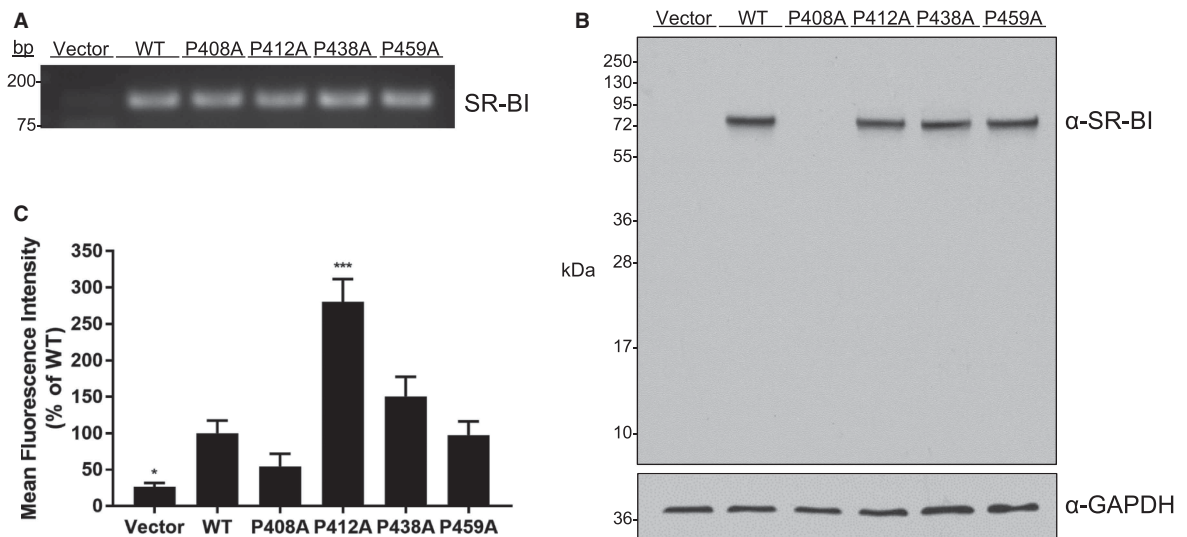 A
bp
Vector WT P408A P412A P438A P459A
200
75
SR-BI
B
Vector WT P408A P412A P438A P459A
250
130
95
72
55
36
28
17
10
kDa
α-SR-BI
36
α-GAPDH
C
Mean Fluorescence Intensity
(% of WT)
350
300
250
200
150
100
50
0
*
***
Vector WT P408A P412A P438A P459A